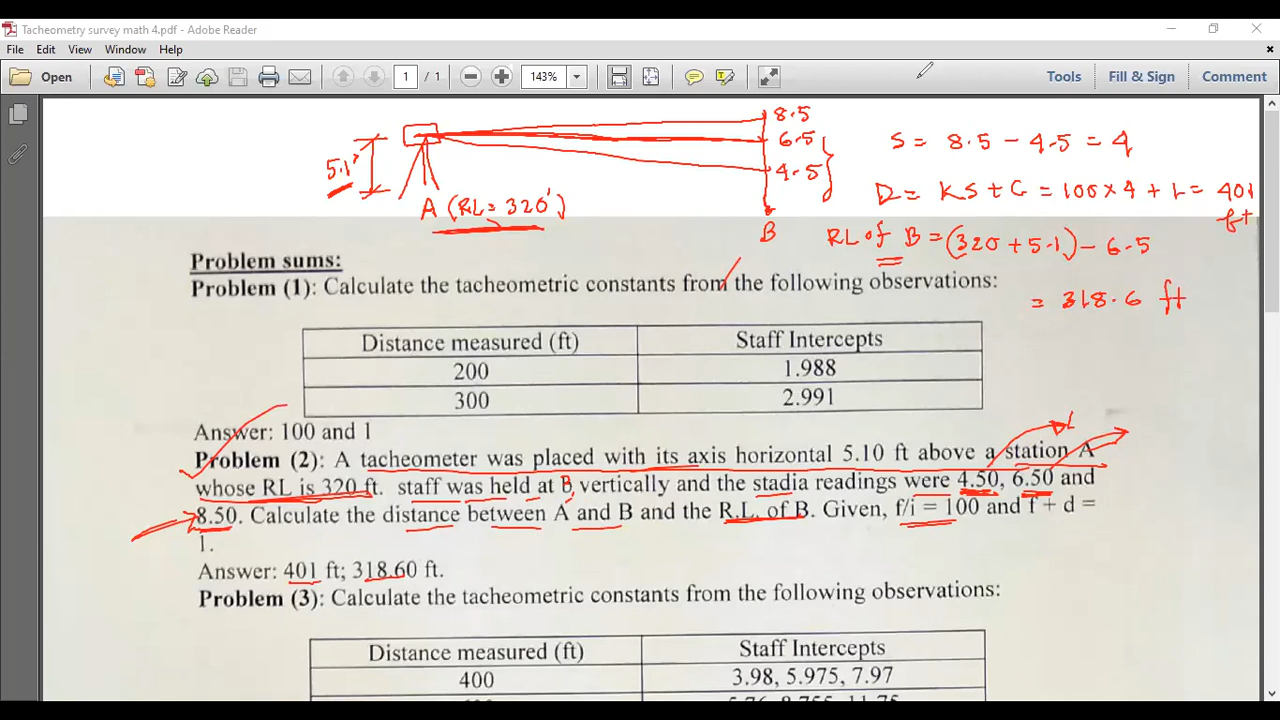 Tacheometry survey math 4.pdf - Adobe Reader
File Edit View Window Help
Open 1 / 1 143% Tools Fill & Sign Comment
8.5
6.5
4.5
5.1'
A (RL = 320')
B
S = 8.5 - 4.5 = 4
D = KS + C = 100 × 4 + 1 = 401 ft
RL of B = (320 + 5.1) - 6.5
= 318.6 ft
Problem sums:
Problem (1): Calculate the tacheometric constants from the following observations:
Distance measured (ft) Staff Intercepts
200 1.988
300 2.991
Answer: 100 and 1
Problem (2): A tacheometer was placed with its axis horizontal 5.10 ft above a station A
whose RL is 320 ft. staff was held at B, vertically and the stadia readings were 4.50, 6.50 and
8.50. Calculate the distance between A and B and the R.L. of B. Given, f/i = 100 and f + d =
1.
Answer: 401 ft; 318.60 ft.
Problem (3): Calculate the tacheometric constants from the following observations:
Distance measured (ft) Staff Intercepts
400 3.98, 5.975, 7.97